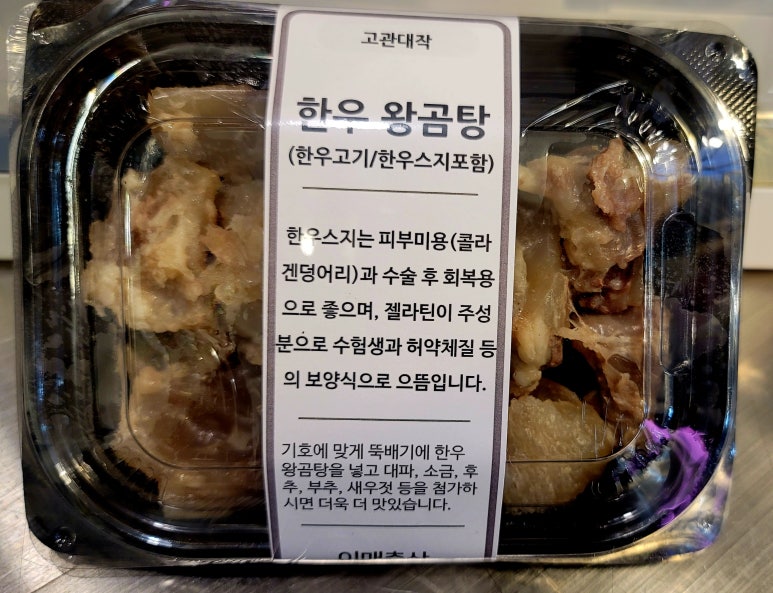 고관대작
한우 왕곰탕
(한우고기/한우스지포함)
한우스지는 피부미용(콜라
겐덩어리)과 수술 후 회복용
으로 좋으며, 젤라틴이 주성
분으로 수험생과 허약체질 등
의 보양식으로 으뜸입니다.
기호에 맞게 뚝배기에 한우
왕곰탕을 넣고 대파, 소금, 후
추, 부추, 새우젓 등을 첨가하
시면 더욱 더 맛있습니다.